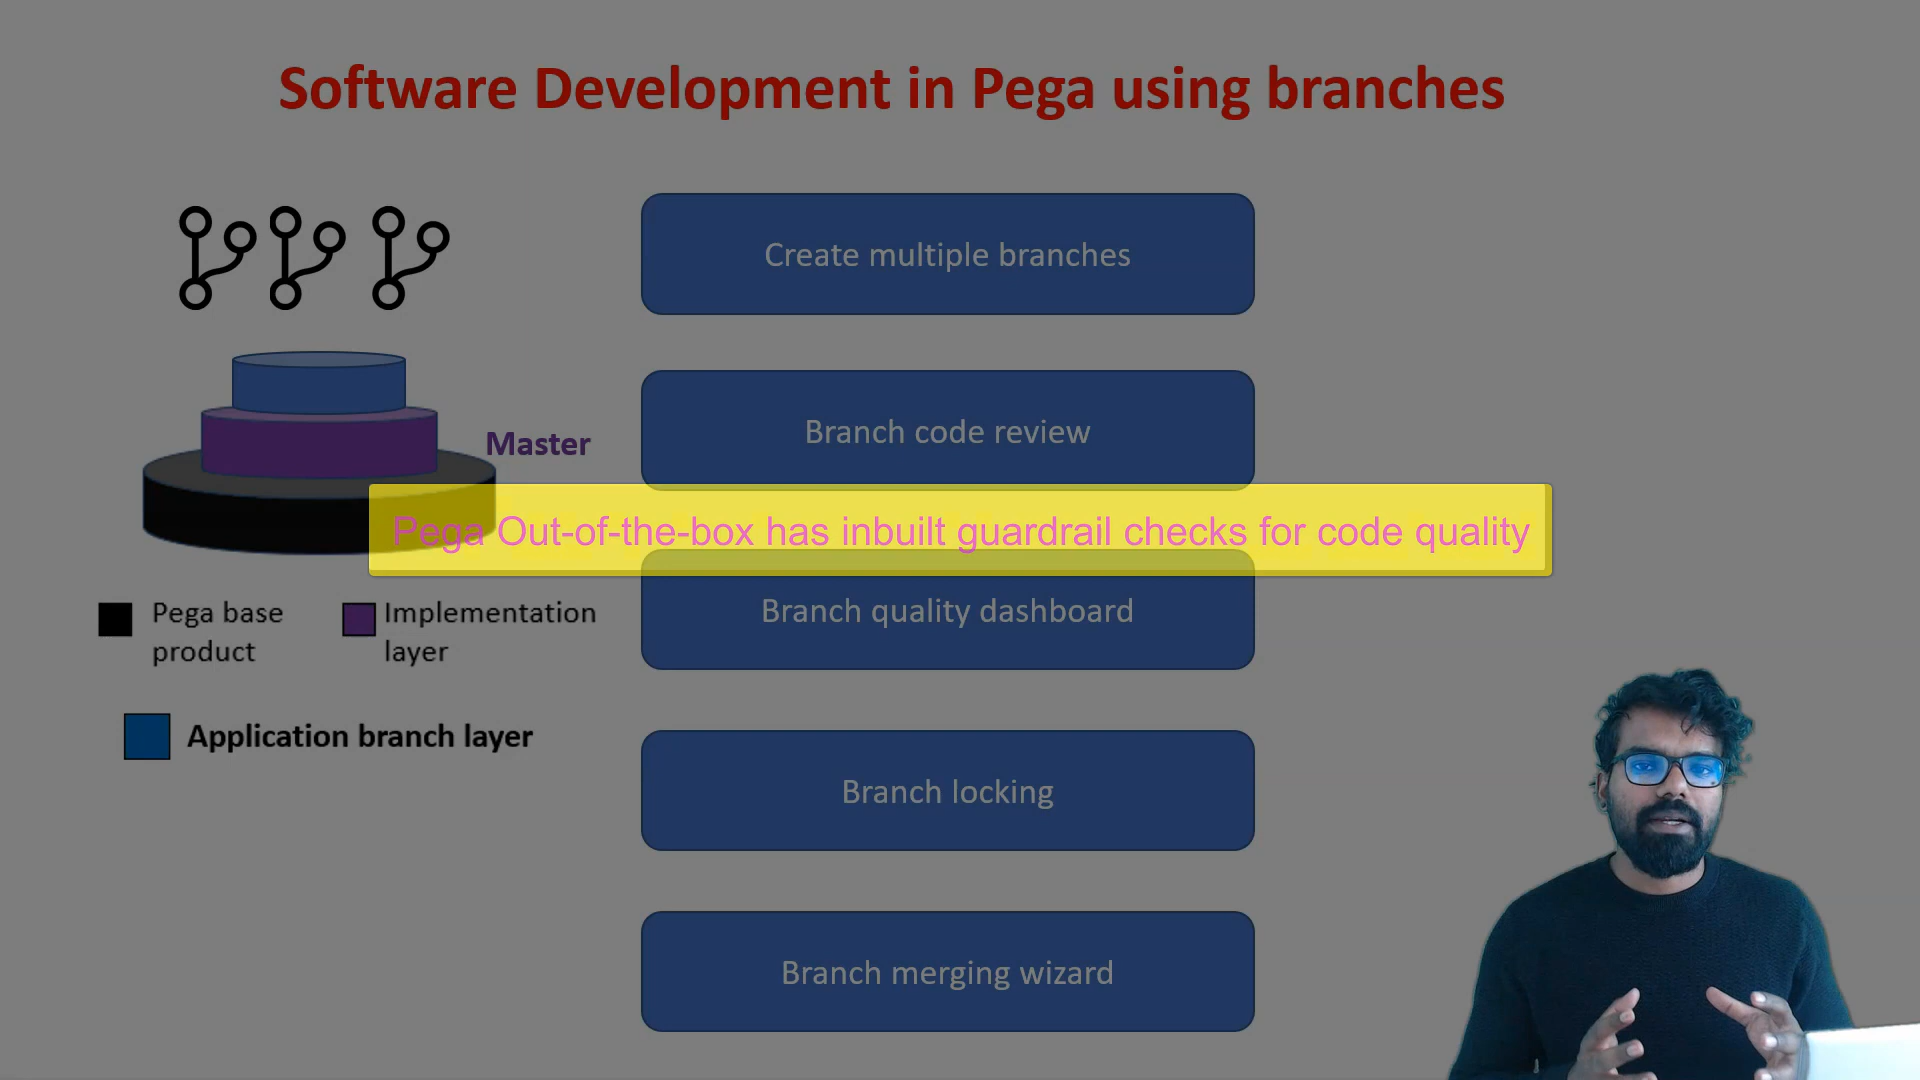 Software Development in Pega using branches
Create multiple branches
Branch code review
Master
Pega Out-of-the-box has inbuilt guardrail checks for code quality
Branch quality dashboard
Pega base
product
Implementation
layer
Application branch layer
Branch locking
Branch merging wizard